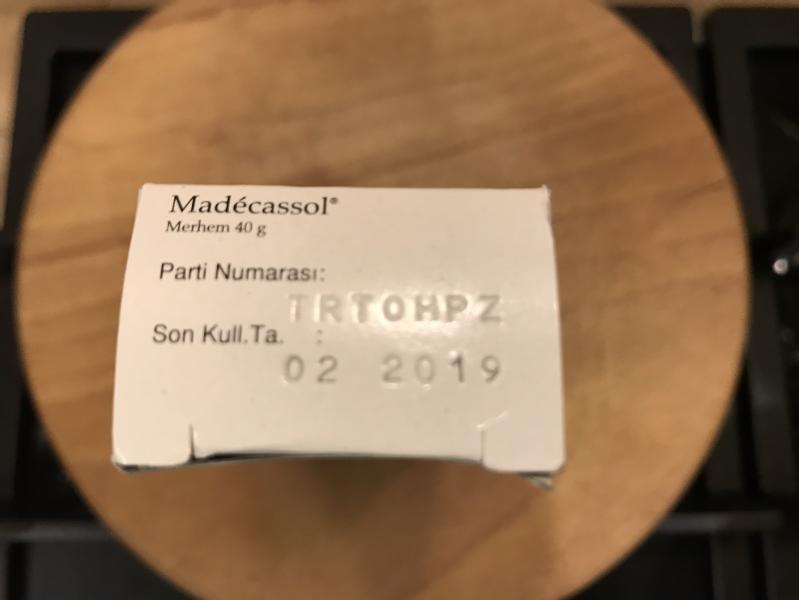 Madécassol®
Merhem 40 g
Parti Numarası:
TRTOHPZ
Son Kull.Ta. :
02 2019